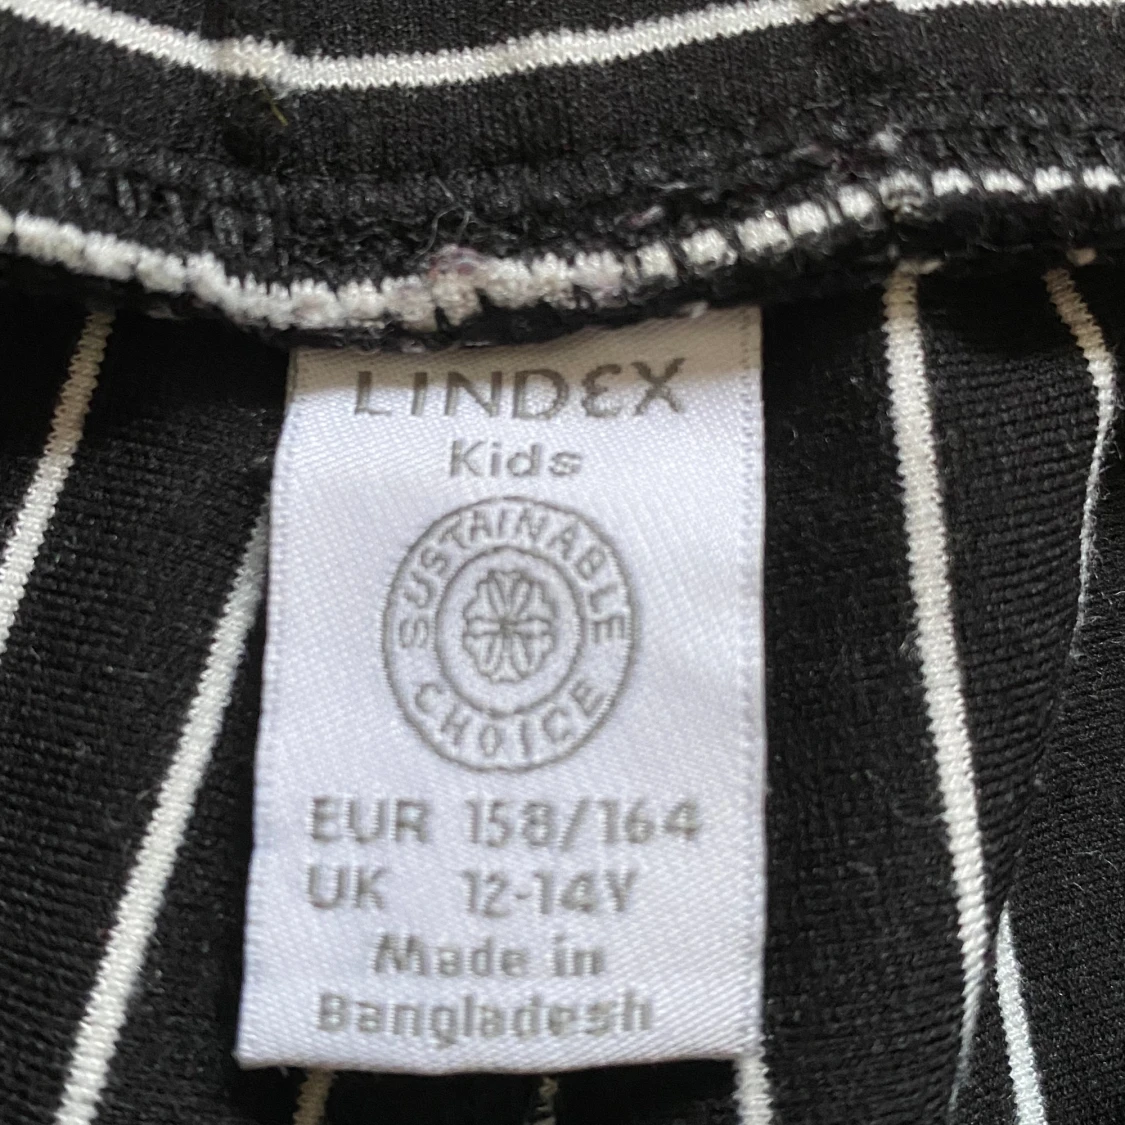 LINDEX
Kids
SUSTAINABLE
CHOICE
EUR 158/164
UK 12-14Y
Made in
Bangladesh